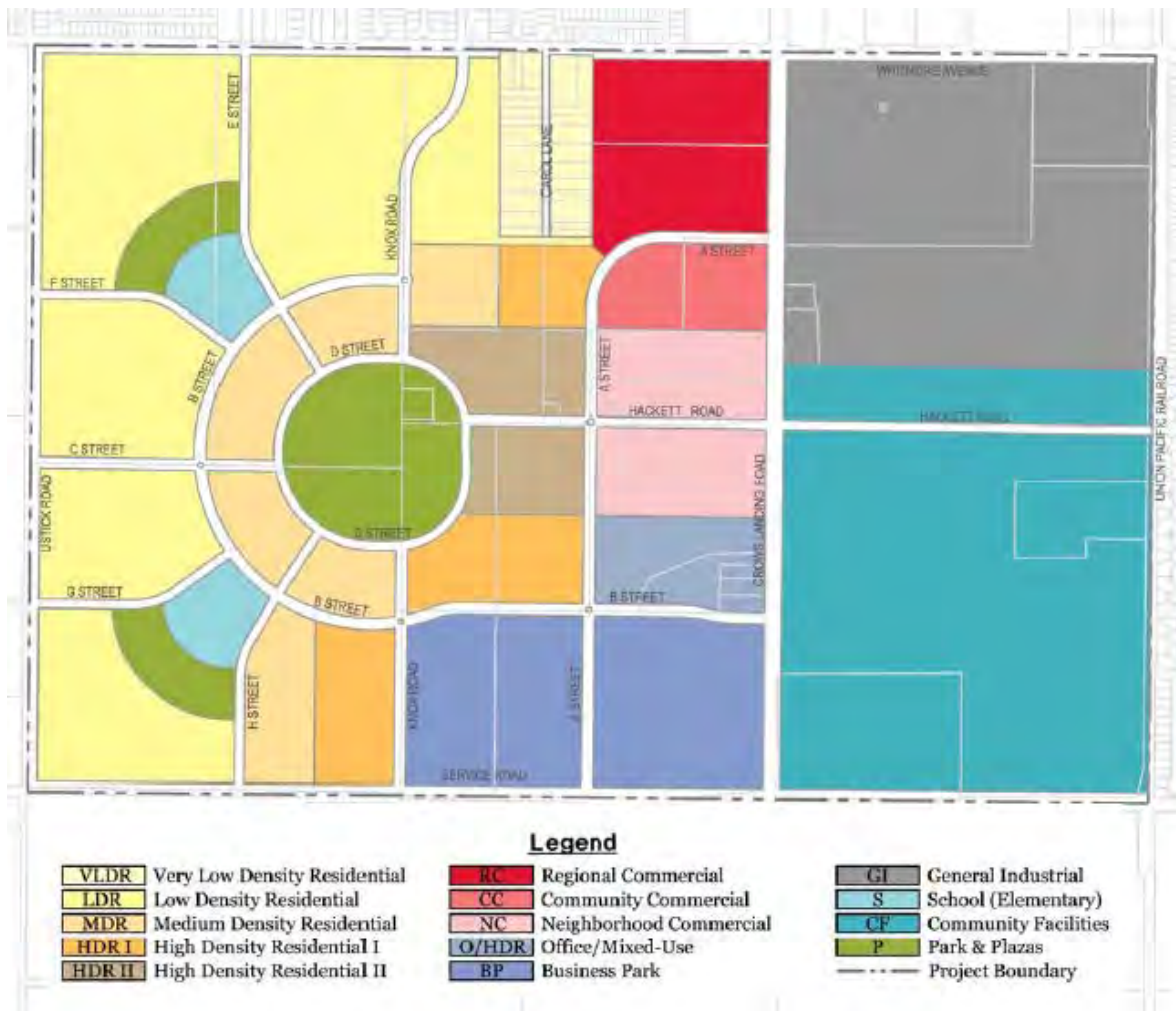 WHITMORE AVENUE
E STREET
CAROL LANE
KNOX ROAD
A STREET
F STREET
D STREET
B STREET
A STREET
HACKETT ROAD
HACKETT ROAD
UNION PACIFIC RAILROAD
C STREET
USTICK ROAD
CROWS LANDING ROAD
D STREET
G STREET
B STREET
B STREET
H STREET
KNOX ROAD
A STREET
SERVICE ROAD
Legend
VLDR Very Low Density Residential
LDR Low Density Residential
MDR Medium Density Residential
HDR I High Density Residential I
HDR II High Density Residential II
RC Regional Commercial
CC Community Commercial
NC Neighborhood Commercial
O/HDR Office/Mixed-Use
BP Business Park
GI General Industrial
S School (Elementary)
CF Community Facilities
P Park & Plazas
Project Boundary